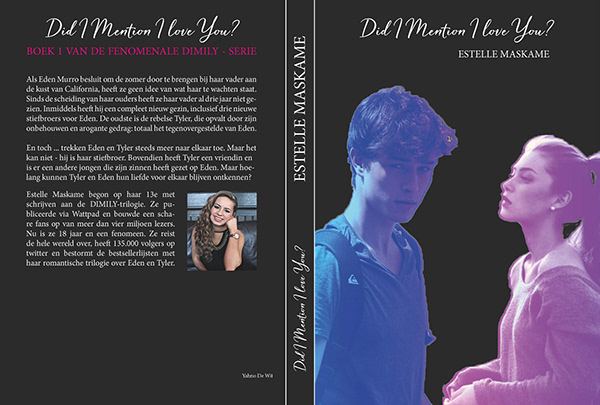 Did I Mention I love You?
BOEK 1 VAN DE FENOMENALE DIMILY - SERIE
Als Eden Murro besluit om de zomer door te brengen bij haar vader aan
de kust van California, heeft ze geen idee van wat haar te wachten staat.
Sinds de scheiding van haar ouders heeft ze haar vader al drie jaar niet ge-
zien. Inmiddels heeft hij een compleet nieuw gezin, inclusief drie nieuwe
stiefbroers voor Eden. De oudste is de rebelse Tyler, die opvalt door zijn
onbehouwen en arogante gedrag: totaal het tegenovergestelde van Eden.
En toch ... trekken Eden en Tyler steeds meer naar elkaar toe. Maar het
kan niet - hij is haar stiefbroer. Bovendien heeft Tyler een vriendin en
is er een andere jongen die zijn zinnen heeft gezet op Eden. Maar hoe-
lang kunnen Tyler en Eden hun liefde voor elkaar blijven ontkennen?
Estelle Maskame begon op haar 13e met
schrijven aan de DIMILY-trilogie. Ze pu-
bliceerde via Wattpad en bouwde een scha-
re fans op van meer dan vier miljoen lezers.
Nu is ze 18 jaar en een fenomeen. Ze reist
de hele wereld over, heeft 135.000 volgers op
twitter en bestormt de bestsellerlijsten met
haar romantische trilogie over Eden en Tyler.
Yahno De Wit
ESTELLE MASKAME
Did I Mention I love You?
Did I Mention I love You?
ESTELLE MASKAME